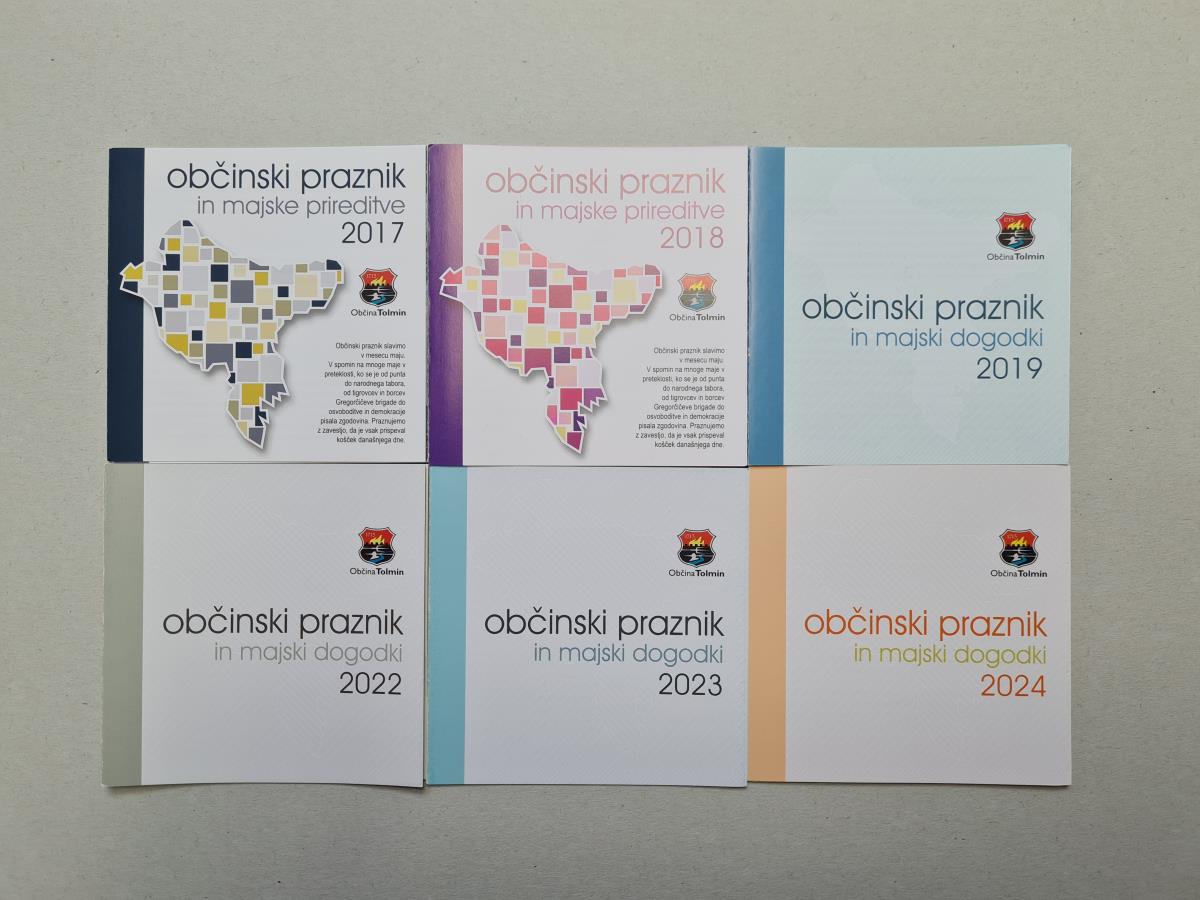 občinski praznik
in majske prireditve
2017
1713
Občina Tolmin
Občinski praznik slavimo
v mesecu maju.
V spomin na mnoge maje v
preteklosti, ko se je od punta
do narodnega tabora,
od tigrovcev in borcev
Gregorčičeve brigade do
osvoboditve in demokracije
pisala zgodovina. Praznujemo
z zavestjo, da je vsak prispeval
košček današnjega dne.
občinski praznik
in majske prireditve
2018
1713
Občina Tolmin
Občinski praznik slavimo
v mesecu maju.
V spomin na mnoge maje v
preteklosti, ko se je od punta
do narodnega tabora,
od tigrovcev in borcev
Gregorčičeve brigade do
osvoboditve in demokracije
pisala zgodovina. Praznujemo
z zavestjo, da je vsak prispeval
košček današnjega dne.
1713
Občina Tolmin
občinski praznik
in majski dogodki
2019
1713
Občina Tolmin
občinski praznik
in majski dogodki
2022
1713
Občina Tolmin
občinski praznik
in majski dogodki
2023
1713
Občina Tolmin
občinski praznik
in majski dogodki
2024